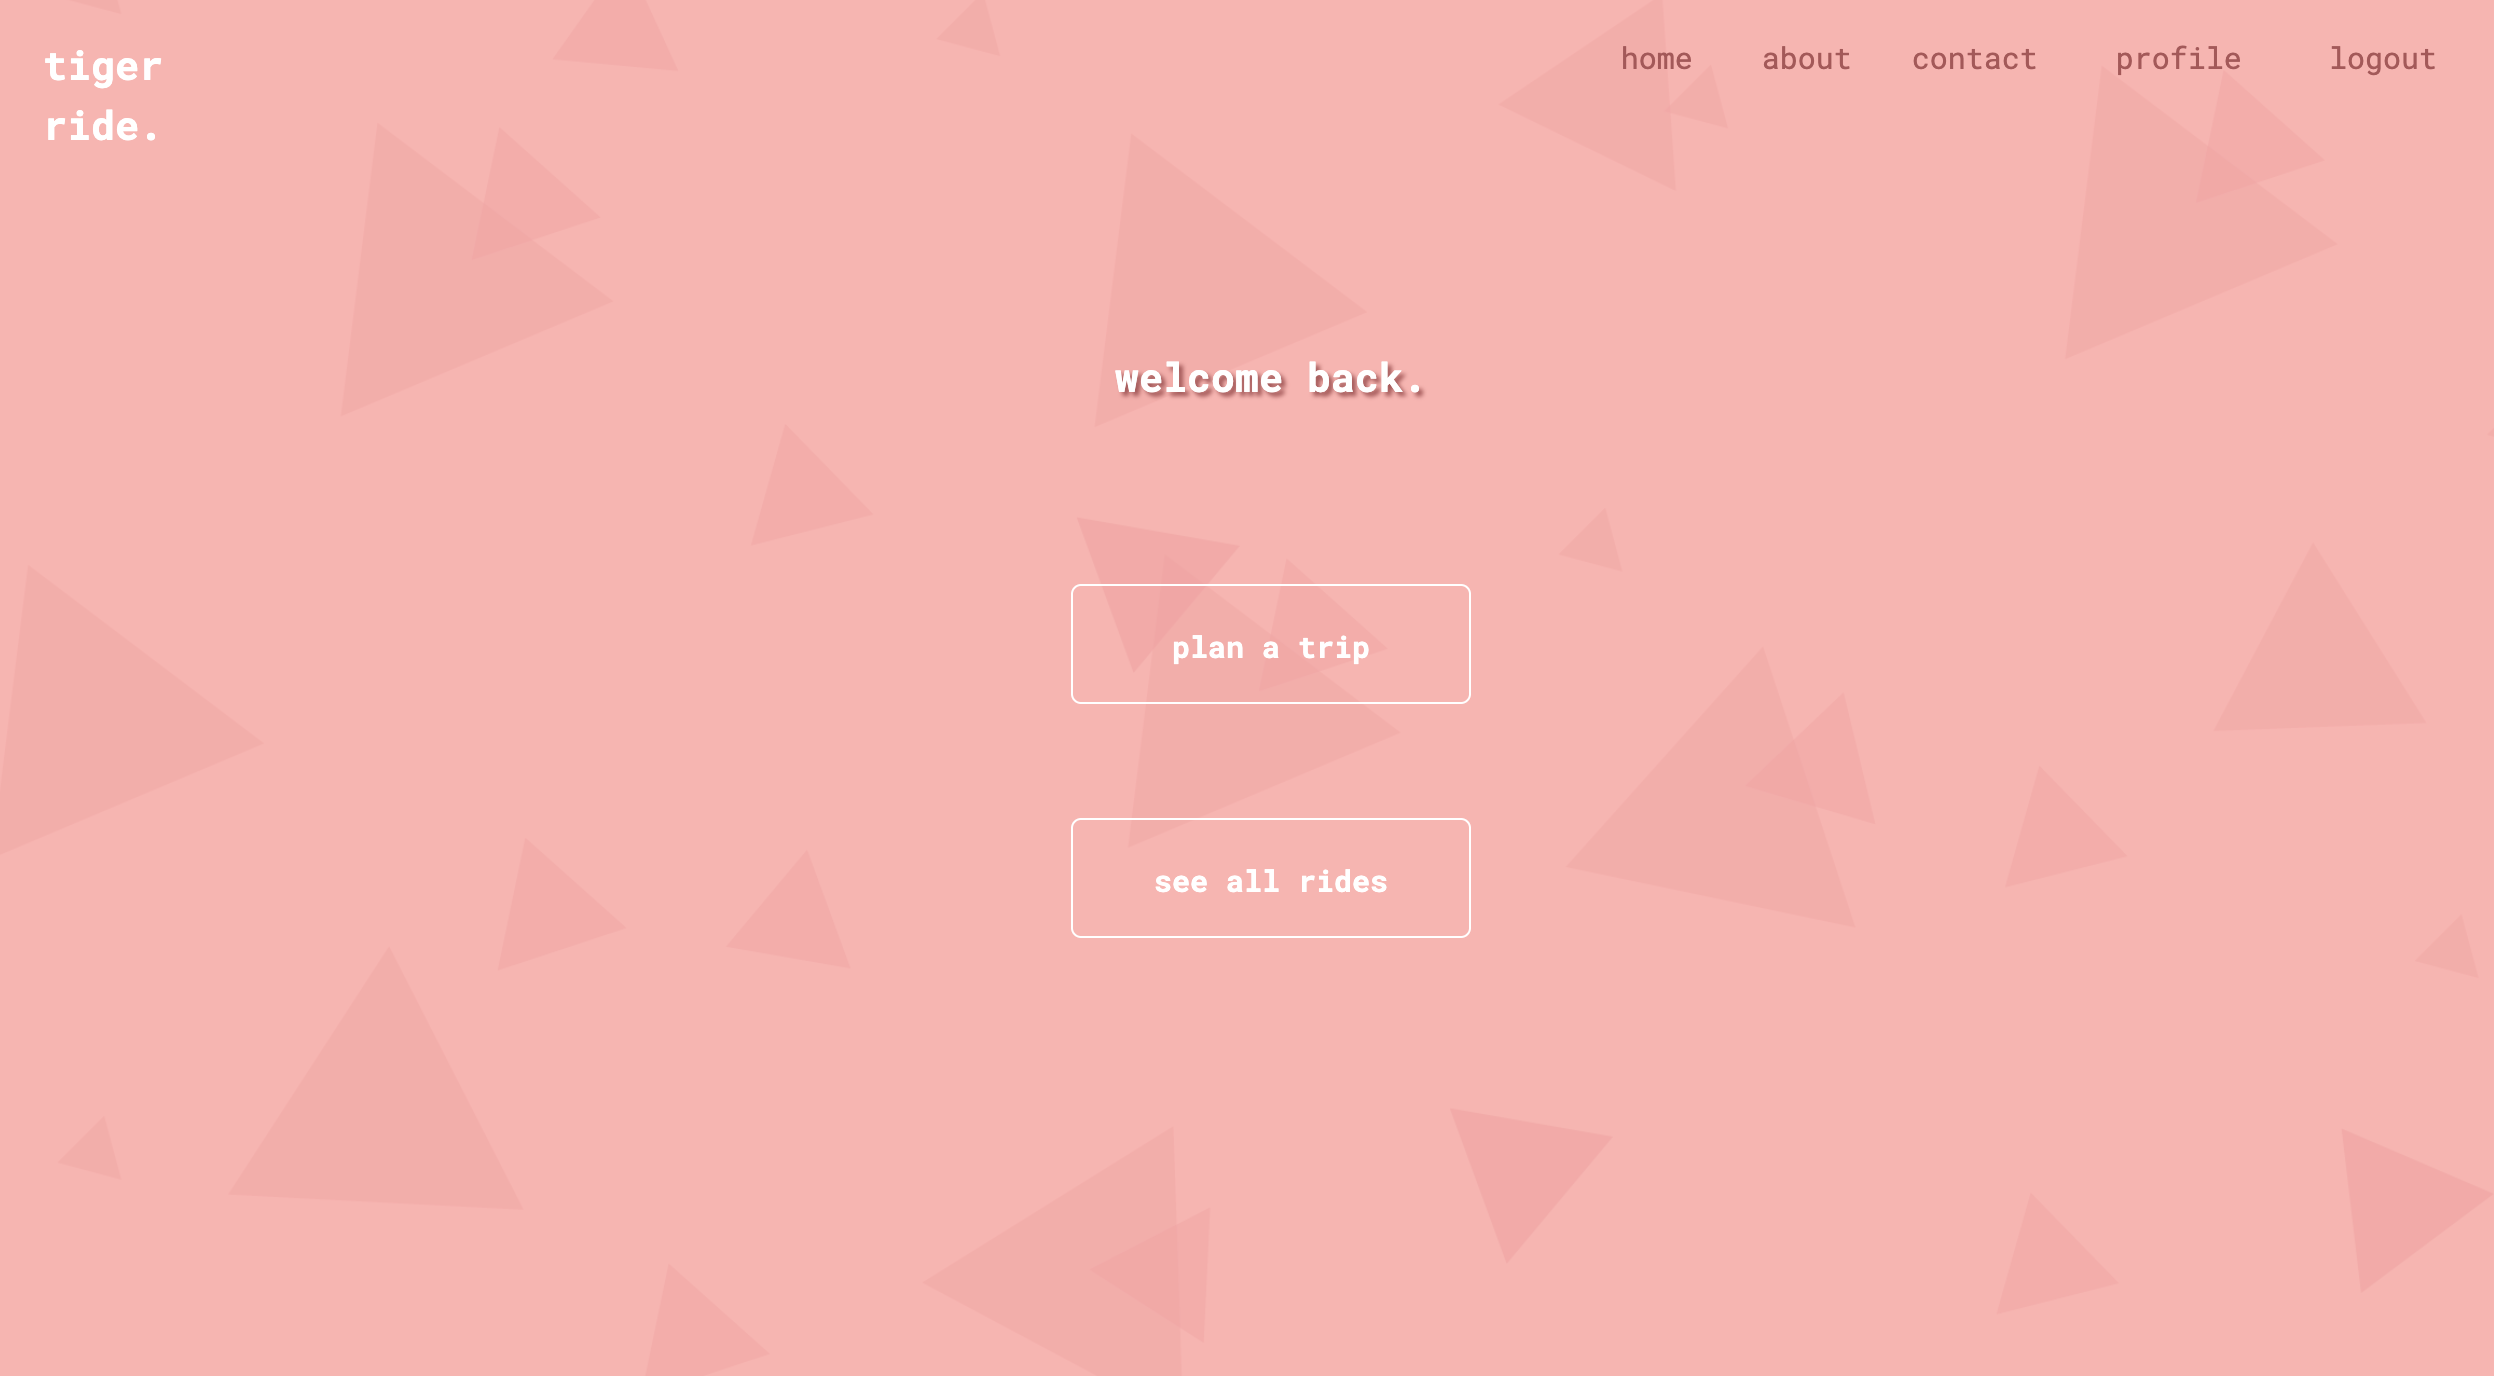 tiger
ride.
home about contact profile logout
welcome back.
plan a trip
see all rides